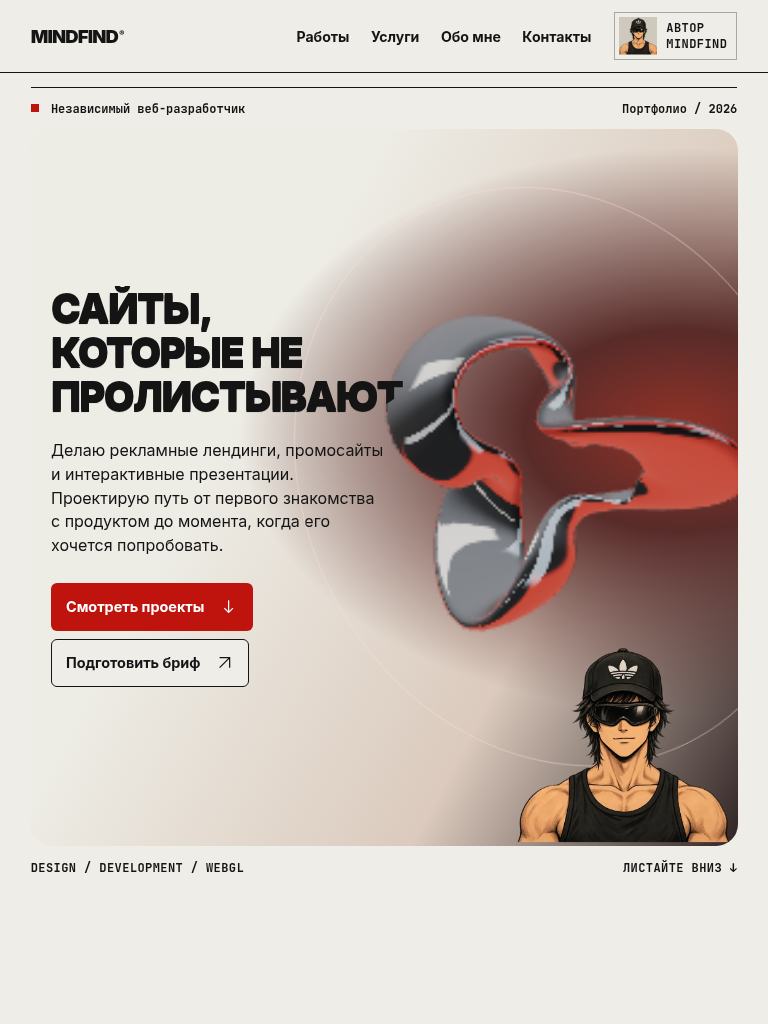 MINDFIND®
Работы Услуги Обо мне Контакты
АВТОР
MINDFIND
Независимый веб-разработчик
Портфолио / 2026
САЙТЫ,
КОТОРЫЕ НЕ
ПРОЛИСТЫВАЮТ
Делаю рекламные лендинги, промосайты
и интерактивные презентации.
Проектирую путь от первого знакомства
с продуктом до момента, когда его
хочется попробовать.
Смотреть проекты ↓
Подготовить бриф ↗
DESIGN / DEVELOPMENT / WEBGL
ЛИСТАЙТЕ ВНИЗ ↓